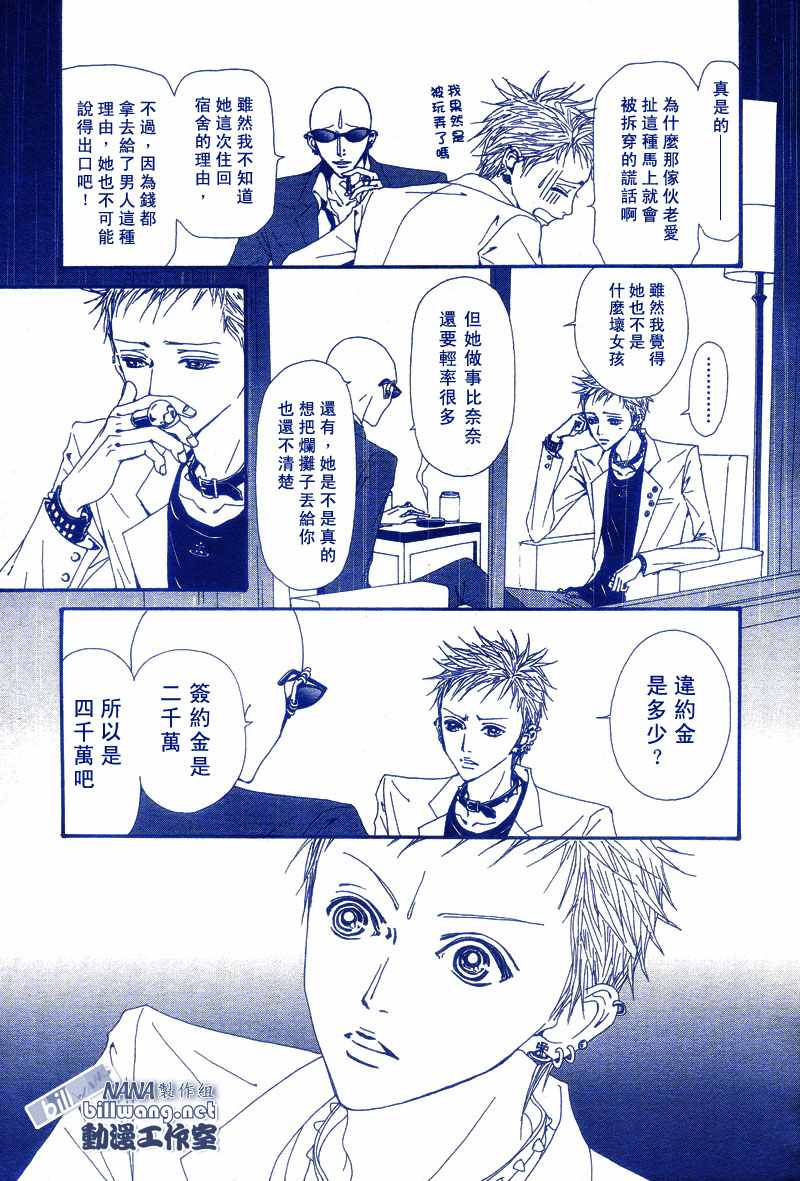 真是的——
為什麼那傢伙老愛
扯這種馬上就會
被拆穿的謊話啊
我果然是
被玩弄了嗎
雖然我不知道
她這次住回
宿舍的理由，
不過，因為錢都
拿去給了男人這種
理由，她也不可能
說得出口吧！
………
雖然我覺得
她也不是
什麼壞女孩
但她做事比奈奈
還要輕率很多
還有，她是不是真的
想把爛攤子丟給你
也還不清楚
違約金
是多少？
簽約金是
二千萬
所以是
四千萬吧
bill
NANA製作組
billwang.net
動漫工作室